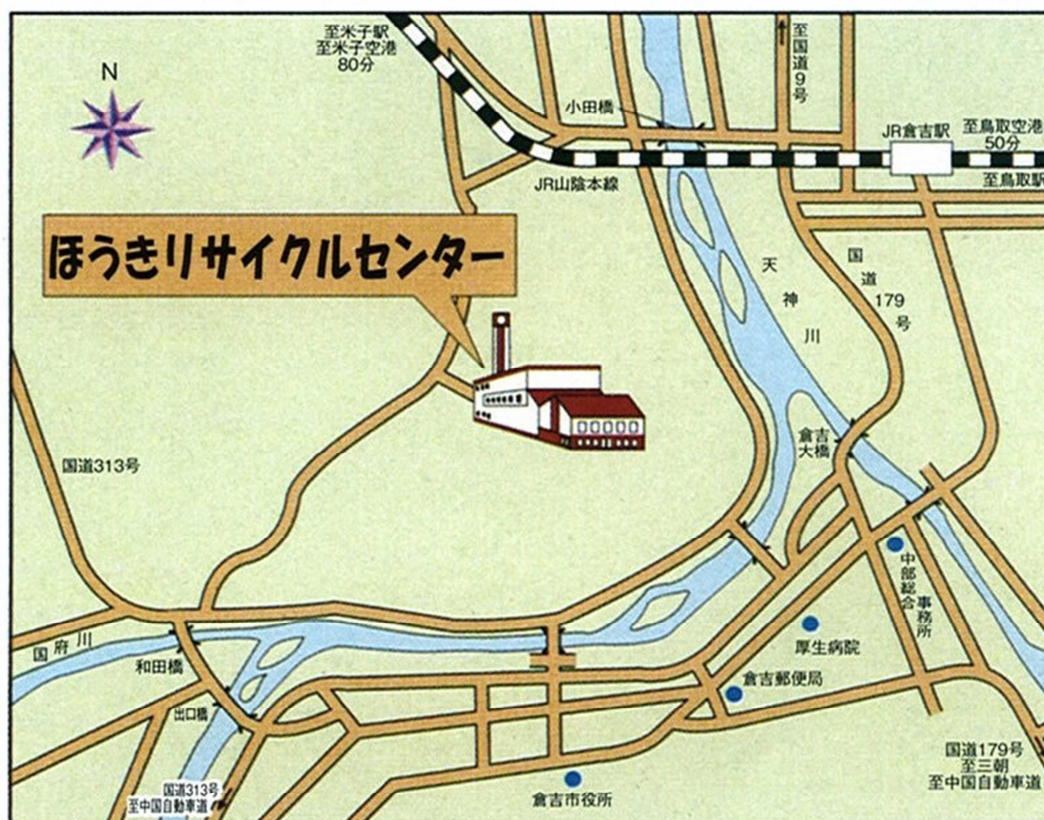 至米子駅
至米子空港
80分
N
小田橋
至国道9号
JR倉吉駅
至鳥取空港
50分
至鳥取駅
JR山陰本線
ほうきリサイクルセンター
天神川
国道179号
倉吉
大橋
国道313号
中部総合
事務所
国府川
和田橋
厚生病院
倉吉郵便局
出口橋
国道313号
至中国自動車道
倉吉市役所
国道179号
至三朝
至中国自動車道